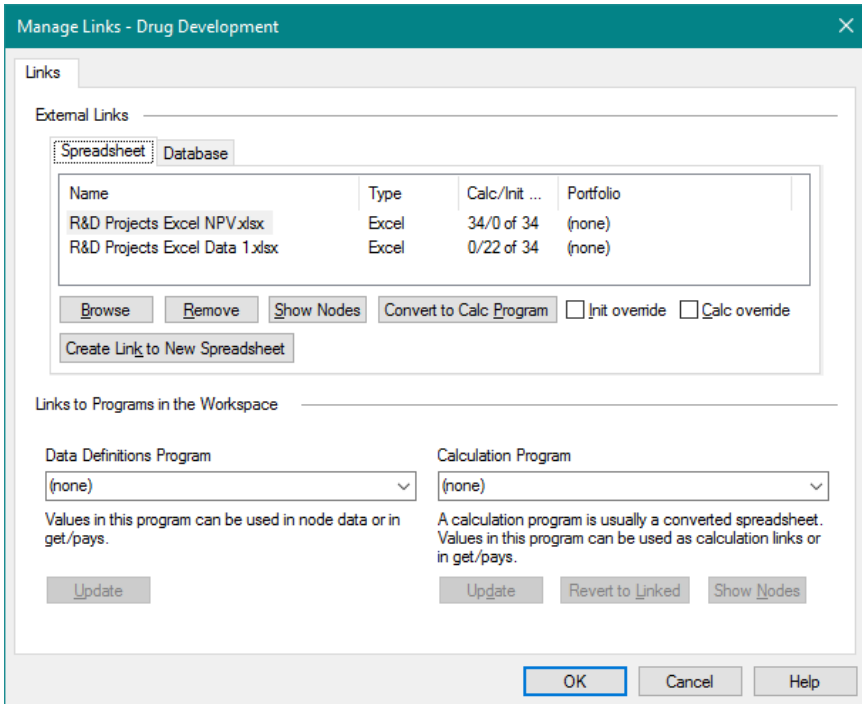 Manage Links - Drug Development
Links
External Links
Spreadsheet Database
Name Type Calc/Init ... Portfolio
R&D Projects Excel NPV.xlsx Excel 34/0 of 34 (none)
R&D Projects Excel Data 1.xlsx Excel 0/22 of 34 (none)
Browse Remove Show Nodes Convert to Calc Program Init override Calc override
Create Link to New Spreadsheet
Links to Programs in the Workspace
Data Definitions Program
(none)
Values in this program can be used in node data or in
get/pays.
Update
Calculation Program
(none)
A calculation program is usually a converted spreadsheet.
Values in this program can be used as calculation links or
in get/pays.
Update Revert to Linked Show Nodes
OK Cancel Help